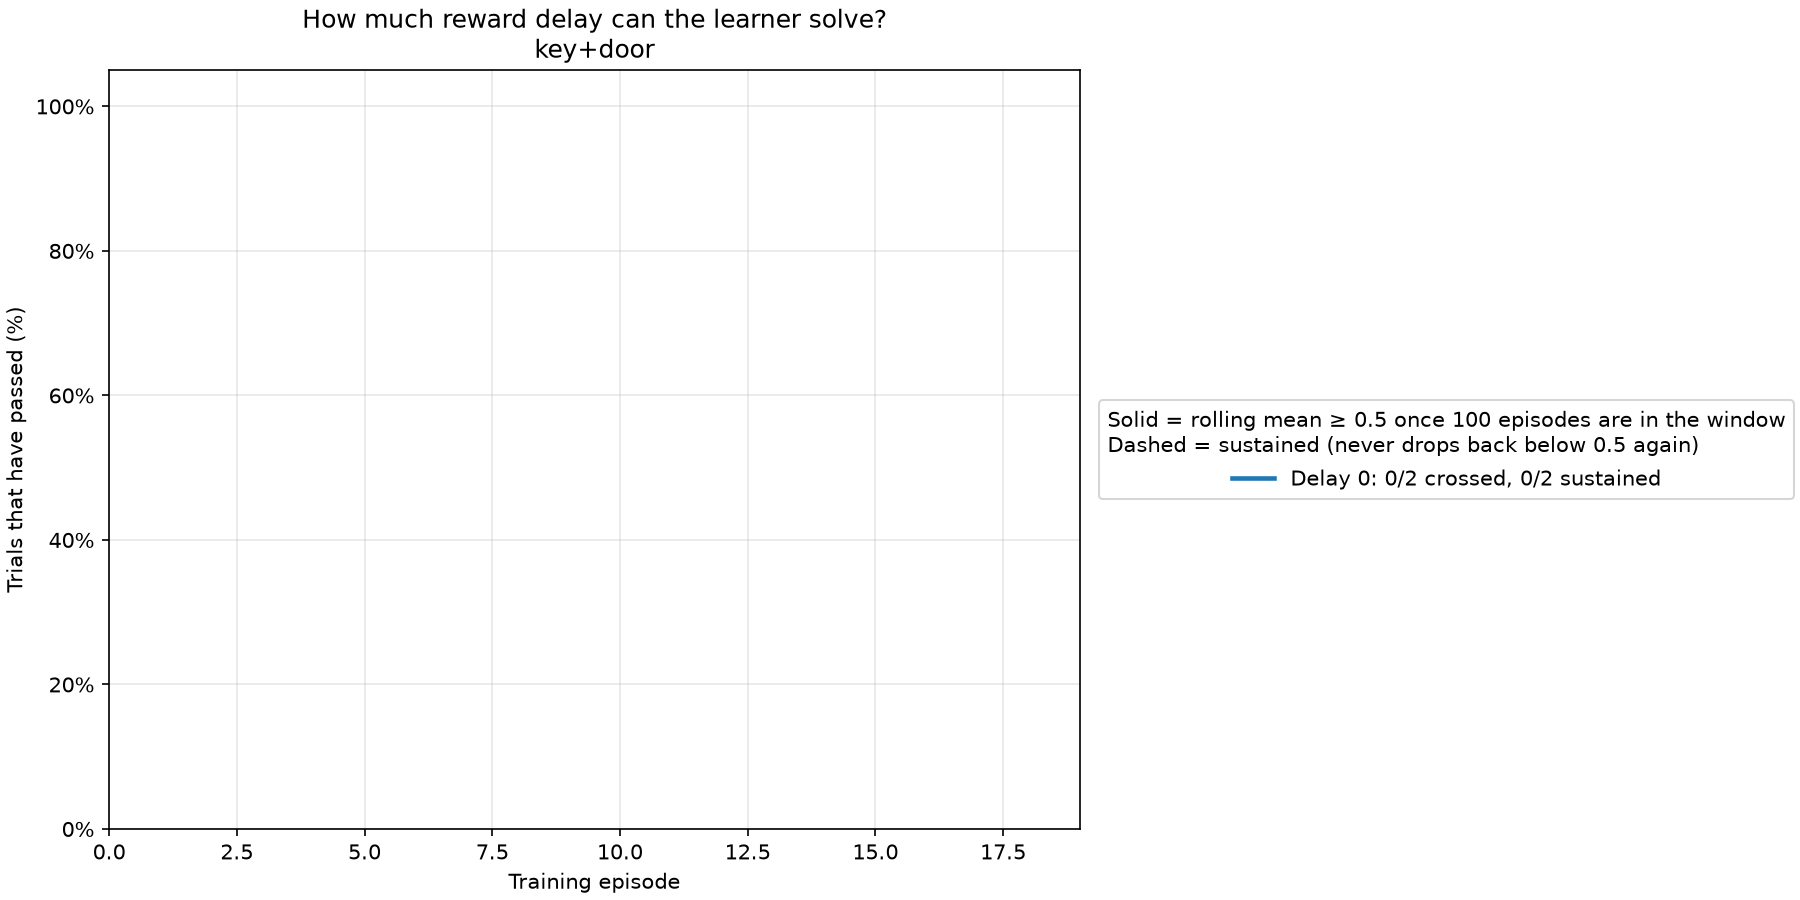 How much reward delay can the learner solve?
key+door
Trials that have passed (%)
100%
80%
60%
40%
20%
0%
0.0 2.5 5.0 7.5 10.0 12.5 15.0 17.5
Training episode
Solid = rolling mean ≥ 0.5 once 100 episodes are in the window
Dashed = sustained (never drops back below 0.5 again)
Delay 0: 0/2 crossed, 0/2 sustained